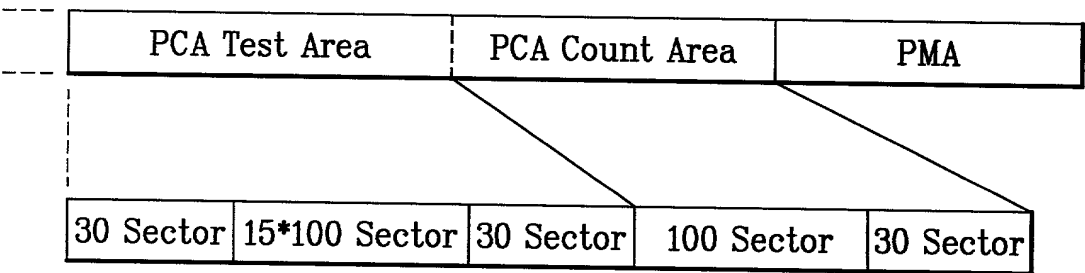 PCA Test Area PCA Count Area PMA
30 Sector 15*100 Sector 30 Sector 100 Sector 30 Sector